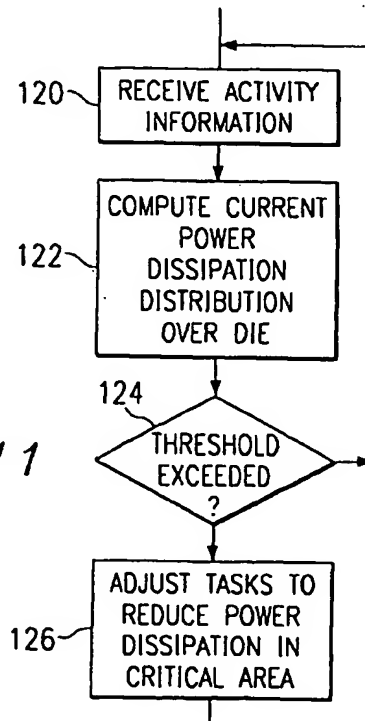 120
RECEIVE ACTIVITY
INFORMATION
122
COMPUTE CURRENT
POWER
DISSIPATION
DISTRIBUTION
OVER DIE
124
THRESHOLD
EXCEEDED
?
126
ADJUST TASKS TO
REDUCE POWER
DISSIPATION IN
CRITICAL AREA